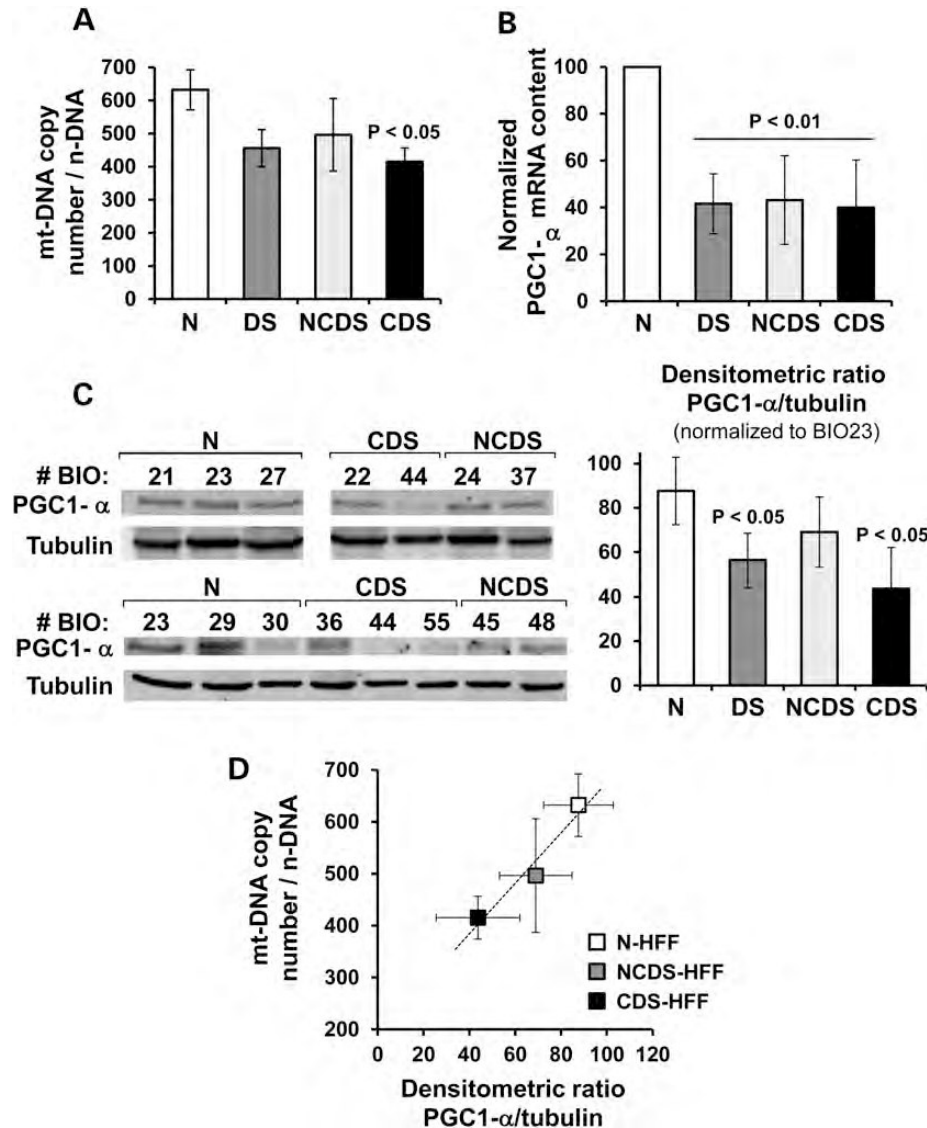 A
mt-DNA copy
number / n-DNA
700
600
500
400
300
200
100
0
P < 0.05
N DS NCDS CDS
B
Normalized
PGC1-α mRNA content
100
80
60
40
20
0
P < 0.01
N DS NCDS CDS
C
N CDS NCDS
# BIO: 21 23 27 22 44 24 37
PGC1- α
Tubulin
N CDS NCDS
# BIO: 23 29 30 36 44 55 45 48
PGC1- α
Tubulin
Densitometric ratio
PGC1-α/tubulin
(normalized to BIO23)
100
80
60
40
20
0
P < 0.05
P < 0.05
N DS NCDS CDS
D
mt-DNA copy
number / n-DNA
700
600
500
400
300
200
N-HFF
NCDS-HFF
CDS-HFF
0 20 40 60 80 100 120
Densitometric ratio
PGC1-α/tubulin